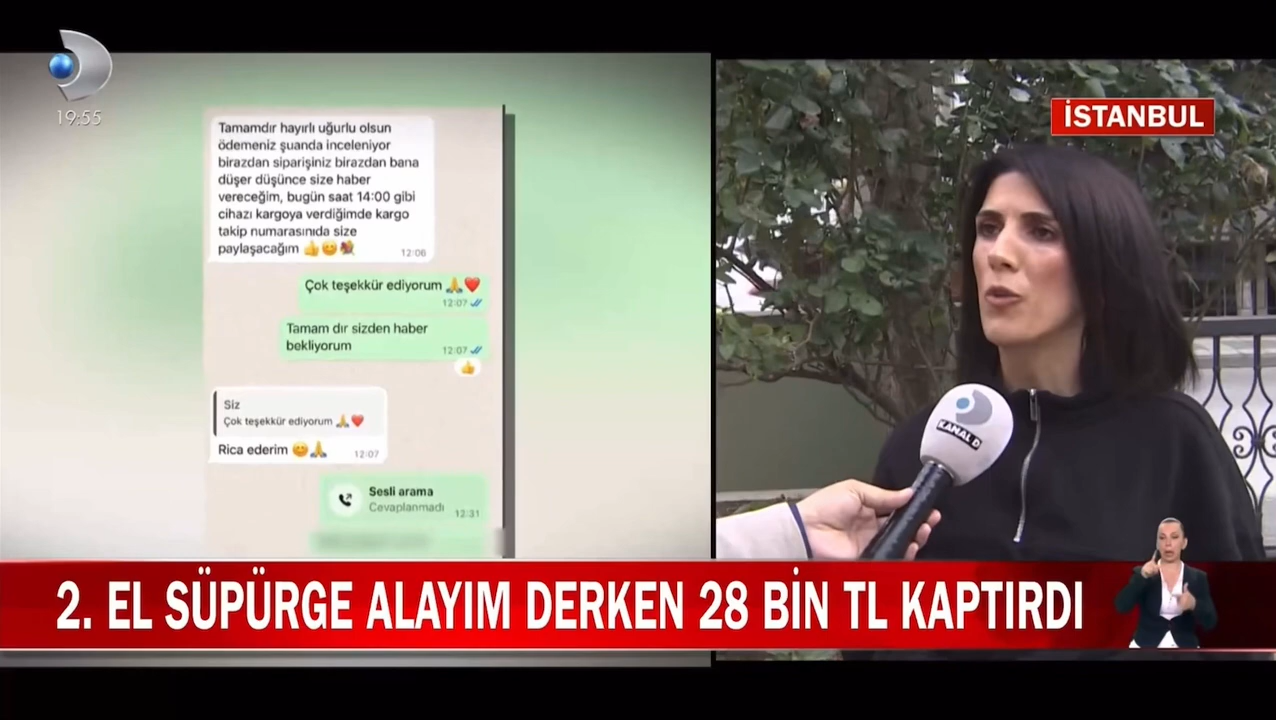 19:55
Tamamdır hayırlı uğurlu olsun
ödemeniz şuanda inceleniyor
birazdan siparişiniz birazdan bana
düşer düşünce size haber
vereceğim, bugün saat 14:00 gibi
cihazı kargoya verdiğimde kargo
takip numarasınıda size
paylaşacağım 👍😊💐
12:06
Çok teşekkür ediyorum 🙏❤️
12:07
Tamam dır sizden haber
bekliyorum
12:07
👍
Siz
Çok teşekkür ediyorum 🙏❤️
Rica ederim 😊🙏
12:07
Sesli arama
Cevaplanmadı
12:31
İSTANBUL
KANAL D
2. EL SÜPÜRGE ALAYIM DERKEN 28 BİN TL KAPTIRDI